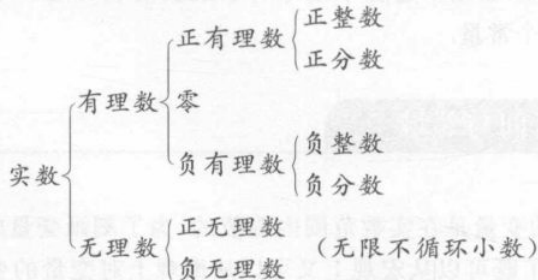 正整数
正有理数
正分数
有理数
零
负整数
负有理数
负分数
实数
正无理数
无理数
(无限不循环小数)
负无理数